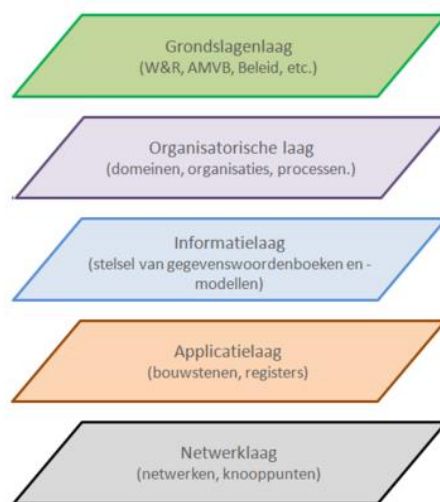 Grondslagenlaag
(W&R, AMVB, Beleid, etc.)
Organisatorische laag
(domeinen, organisaties, processen.)
Informatielaag
(stelsel van gegevenswoordenboeken en -
modellen)
Applicatielaag
(bouwstenen, registers)
Netwerklaag
(netwerken, knooppunten)